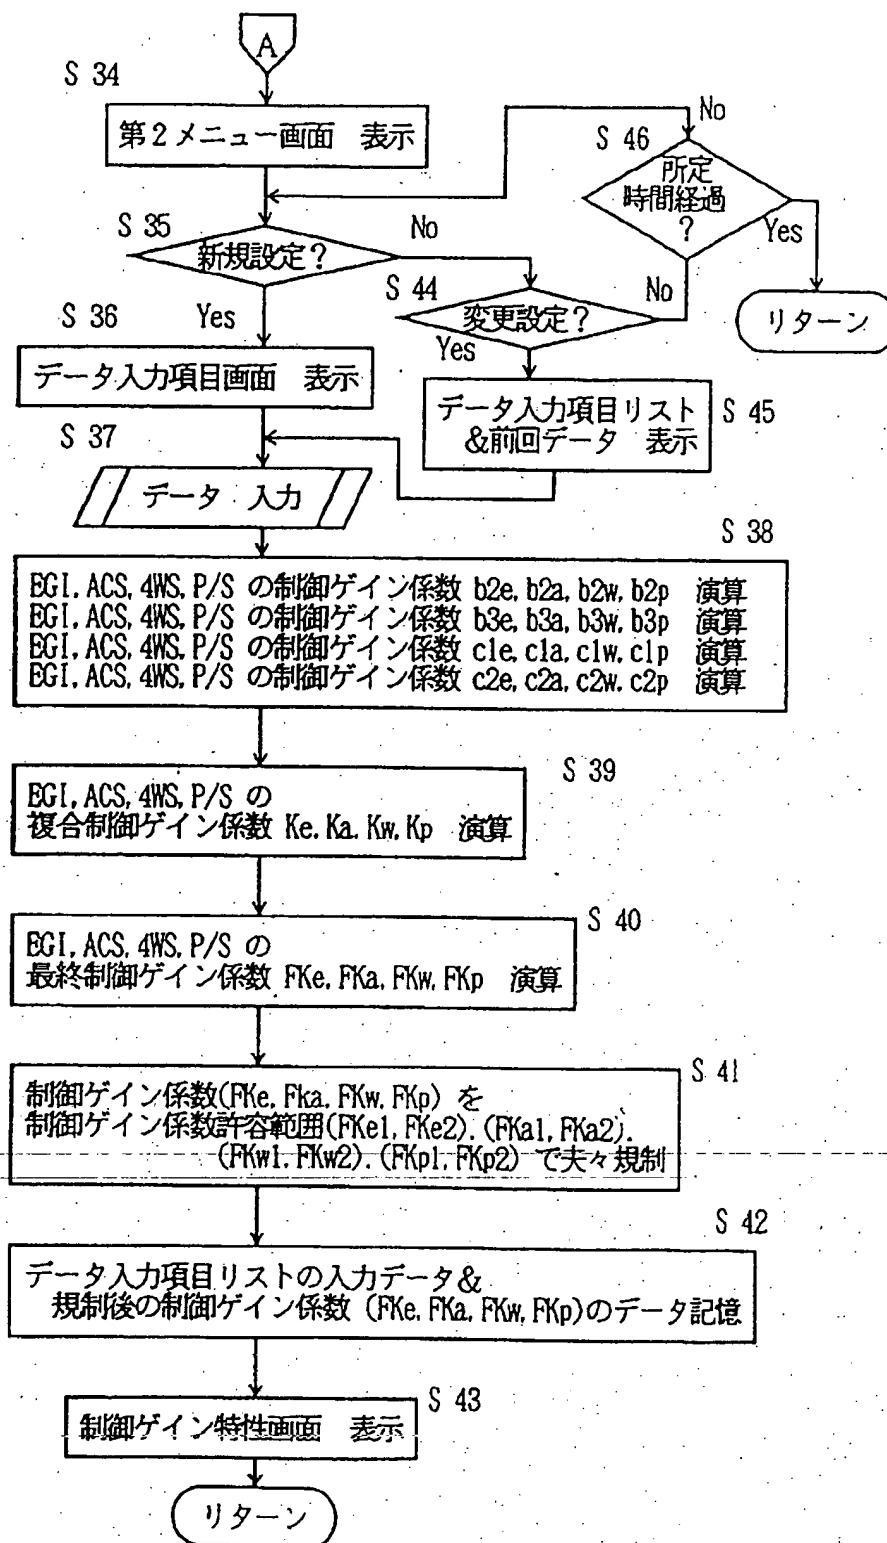 A
S 34
第2メニュー画面 表示
No
S 46
所定
時間経過
?
Yes
リターン
S 35
新規設定?
No
S 44
変更設定?
No
Yes
S 36
Yes
データ入力項目画面 表示
データ入力項目リスト
&前回データ 表示
S 45
S 37
データ 入力
S 38
EGI, ACS, 4WS, P/S の制御ゲイン係数 b2e, b2a, b2w, b2p 演算
EGI, ACS, 4WS, P/S の制御ゲイン係数 b3e, b3a, b3w, b3p 演算
EGI, ACS, 4WS, P/S の制御ゲイン係数 c1e, c1a, c1w, c1p 演算
EGI, ACS, 4WS, P/S の制御ゲイン係数 c2e, c2a, c2w, c2p 演算
S 39
EGI, ACS, 4WS, P/S の
複合制御ゲイン係数 Ke, Ka, Kw, Kp 演算
S 40
EGI, ACS, 4WS, P/S の
最終制御ゲイン係数 FKe, FKa, FKw, FKp 演算
S 41
制御ゲイン係数(FKe, Fka, FKw, FKp) を
制御ゲイン係数許容範囲(FKe1, FKe2), (FKa1, FKa2),
(FKw1, FKw2), (FKp1, FKp2) で夫々規制
S 42
データ入力項目リストの入力データ&
規制後の制御ゲイン係数 (FKe, FKa, FKw, FKp)のデータ記憶
S 43
制御ゲイン特性画面 表示
リターン